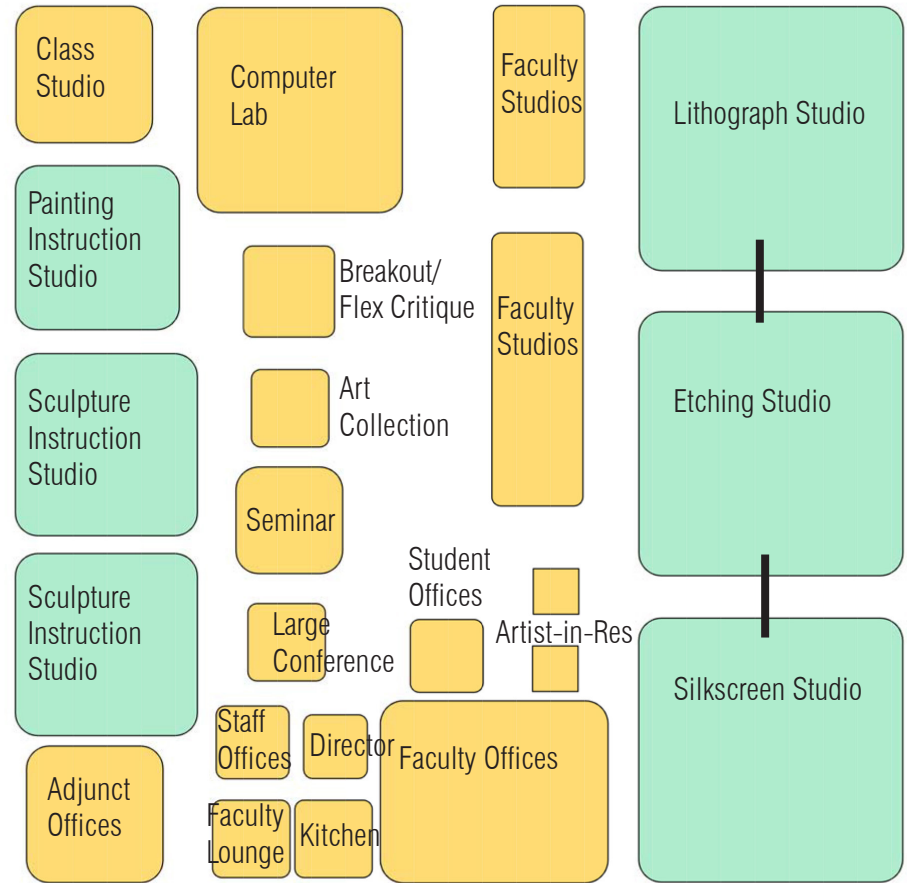 Class
Studio
Computer
Lab
Faculty
Studios
Lithograph Studio
Painting
Instruction
Studio
Breakout/
Flex Critique
Faculty
Studios
Sculpture
Instruction
Studio
Art
Collection
Etching Studio
Seminar
Student
Offices
Sculpture
Instruction
Studio
Large
Conference
Artist-in-Res
Silkscreen Studio
Staff
Offices
Director
Faculty Offices
Adjunct
Offices
Faculty
Lounge
Kitchen